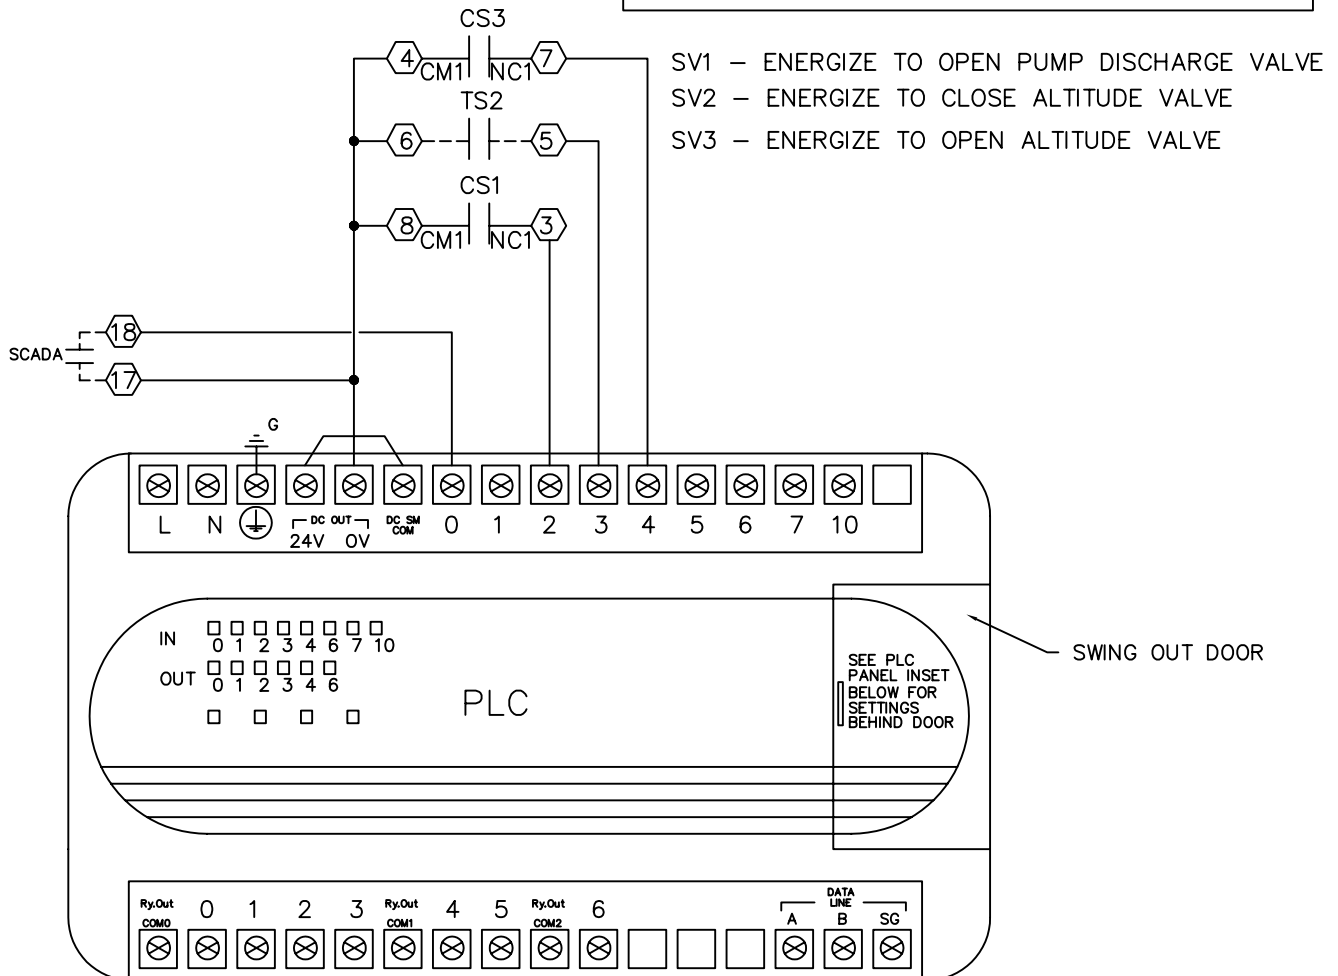 CS3
4 CM1 NC1 7
SV1 – ENERGIZE TO OPEN PUMP DISCHARGE VALVE
TS2
SV2 – ENERGIZE TO CLOSE ALTITUDE VALVE
6 5
SV3 – ENERGIZE TO OPEN ALTITUDE VALVE
CS1
8 CM1 NC1 3
18
SCADA
17
G
L N DC OUT 24V 0V DC SM COM 0 1 2 3 4 5 6 7 10
IN
0 1 2 3 4 6 7 10
OUT
0 1 2 3 4 6
PLC
SEE PLC
PANEL INSET
BELOW FOR
SETTINGS
BEHIND DOOR
SWING OUT DOOR
Ry.Out COM0 0 1 2 3 Ry.Out COM1 4 5 Ry.Out COM2 6
DATA
LINE
A B SG